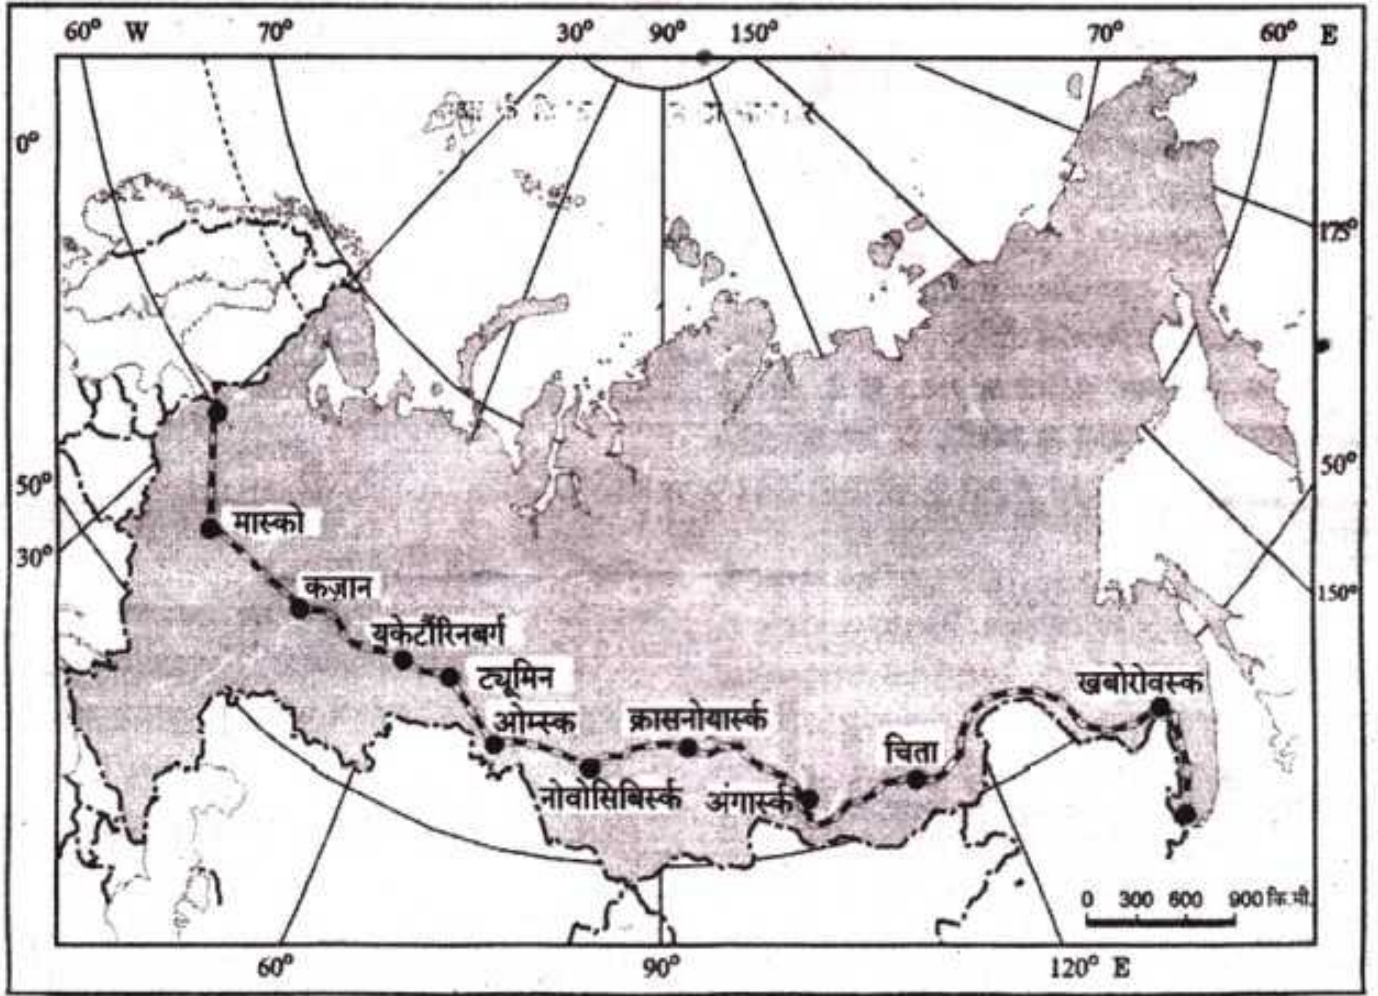 60° W 70° 30° 90° 150° 70° 60° E
0°
175°
50° 50°
मास्को
30°
कज़ान
150°
यकेटौरिनबर्ग
ट्यूमिन
खबोरोवस्क
ओम्स्क क्रासनोयार्स्क
चिता
नोवोसिबिर्स्क अंगार्स्क
0 300 600 900 कि.मी.
60° 90° 120° E